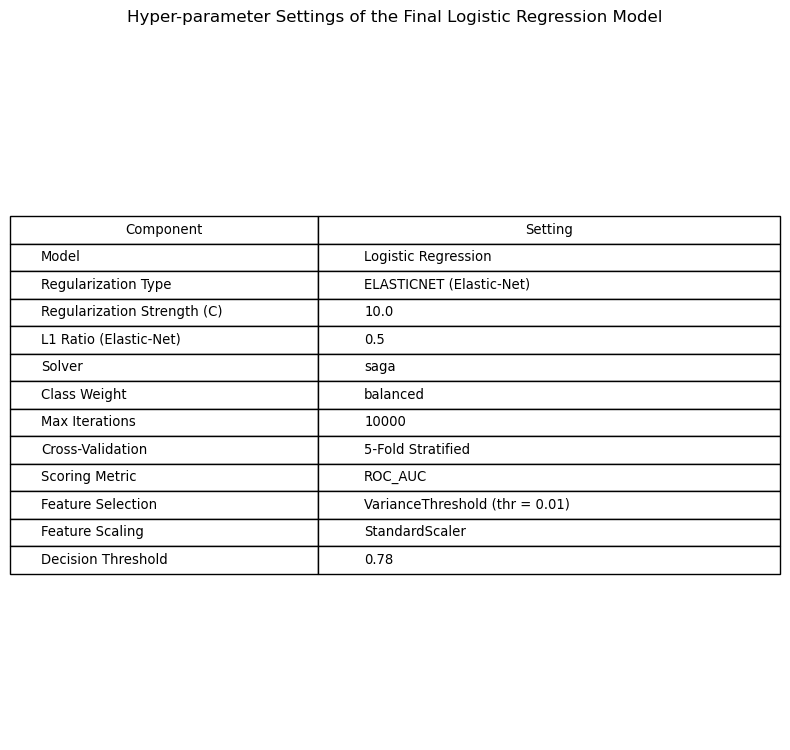 Hyper-parameter Settings of the Final Logistic Regression Model
Component Setting
Model Logistic Regression
Regularization Type ELASTICNET (Elastic-Net)
Regularization Strength (C) 10.0
L1 Ratio (Elastic-Net) 0.5
Solver saga
Class Weight balanced
Max Iterations 10000
Cross-Validation 5-Fold Stratified
Scoring Metric ROC_AUC
Feature Selection VarianceThreshold (thr = 0.01)
Feature Scaling StandardScaler
Decision Threshold 0.78